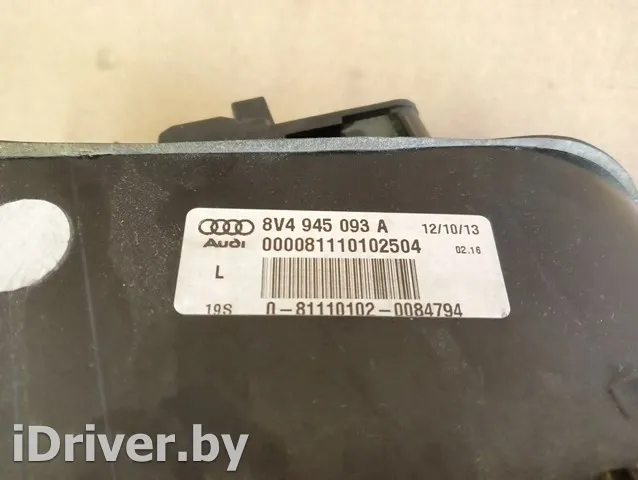 8V4 945 093 A 12/10/13
Audi 000081110102504 02.16
L
19S 0-81110102-0084794
iDriver.by